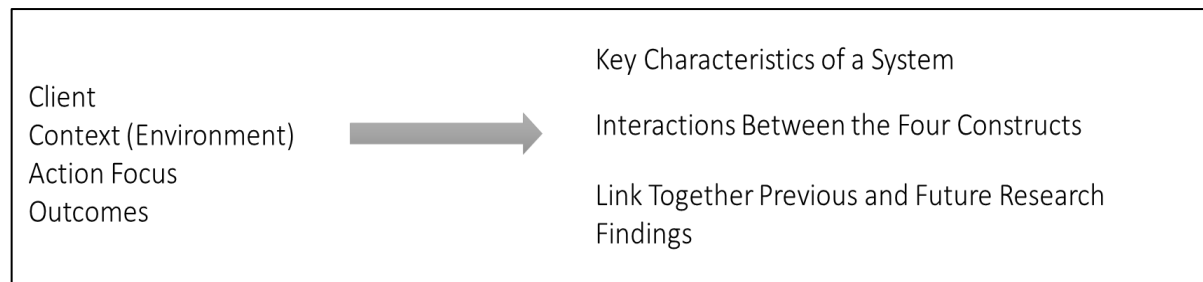 Client
Context (Environment)
Action Focus
Outcomes
Key Characteristics of a System
Interactions Between the Four Constructs
Link Together Previous and Future Research
Findings